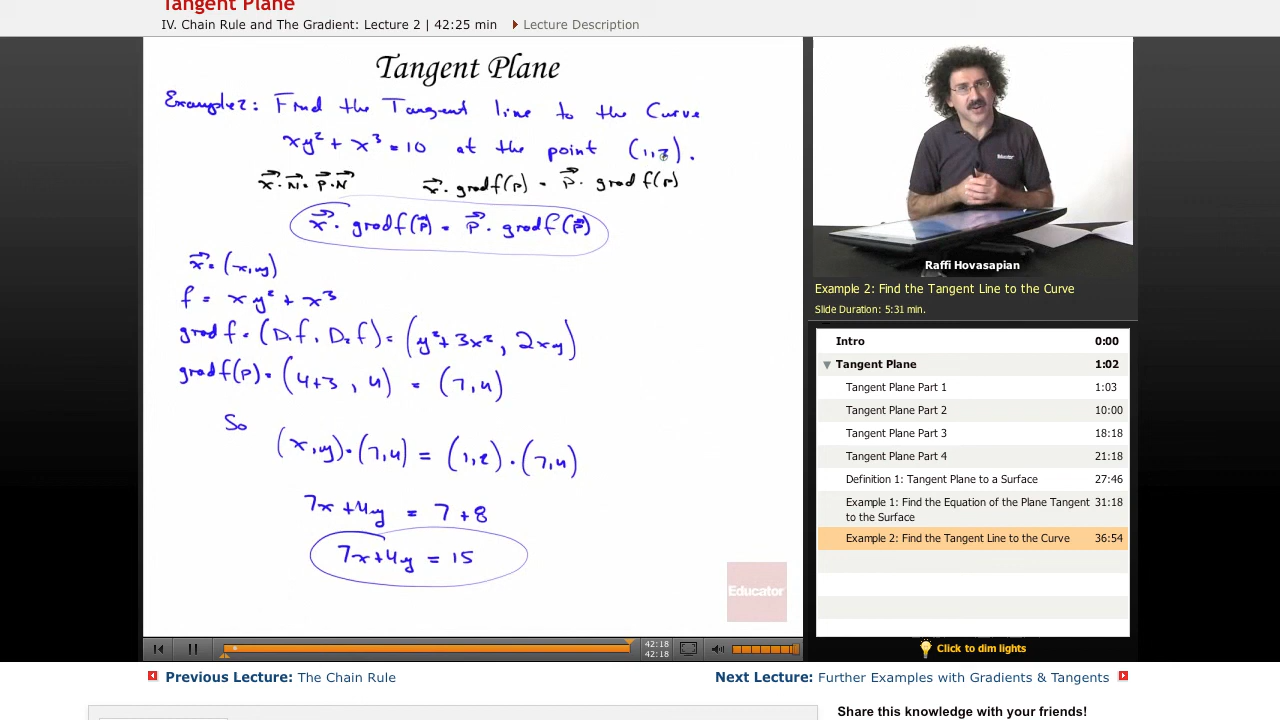 Tangent Plane
IV. Chain Rule and The Gradient: Lecture 2 | 42:25 min Lecture Description
Tangent Plane
Example 2: Find the Tangent line to the Curve
xy² + x³ = 10 at the point (1,2).
x⃗ · N⃗ = P⃗ · N⃗ x⃗ · grad f(p) = P⃗ · grad f(p)
x⃗ · grad f(p⃗) = P⃗ · grad f(p⃗)
x⃗ = (x,y)
f = xy² + x³
grad f = (D₁f, D₂f) = (y² + 3x², 2xy)
grad f(p) = (4+3, 4) = (7,4)
So
(x,y) · (7,4) = (1,2) · (7,4)
7x + 4y = 7 + 8
7x + 4y = 15
Educator
42:18
42:18
Educator
Raffi Hovasapian
Example 2: Find the Tangent Line to the Curve
Slide Duration: 5:31 min.
Intro 0:00
Tangent Plane 1:02
Tangent Plane Part 1 1:03
Tangent Plane Part 2 10:00
Tangent Plane Part 3 18:18
Tangent Plane Part 4 21:18
Definition 1: Tangent Plane to a Surface 27:46
Example 1: Find the Equation of the Plane Tangent 31:18
to the Surface
Example 2: Find the Tangent Line to the Curve 36:54
Click to dim lights
Previous Lecture: The Chain Rule
Next Lecture: Further Examples with Gradients & Tangents
Share this knowledge with your friends!